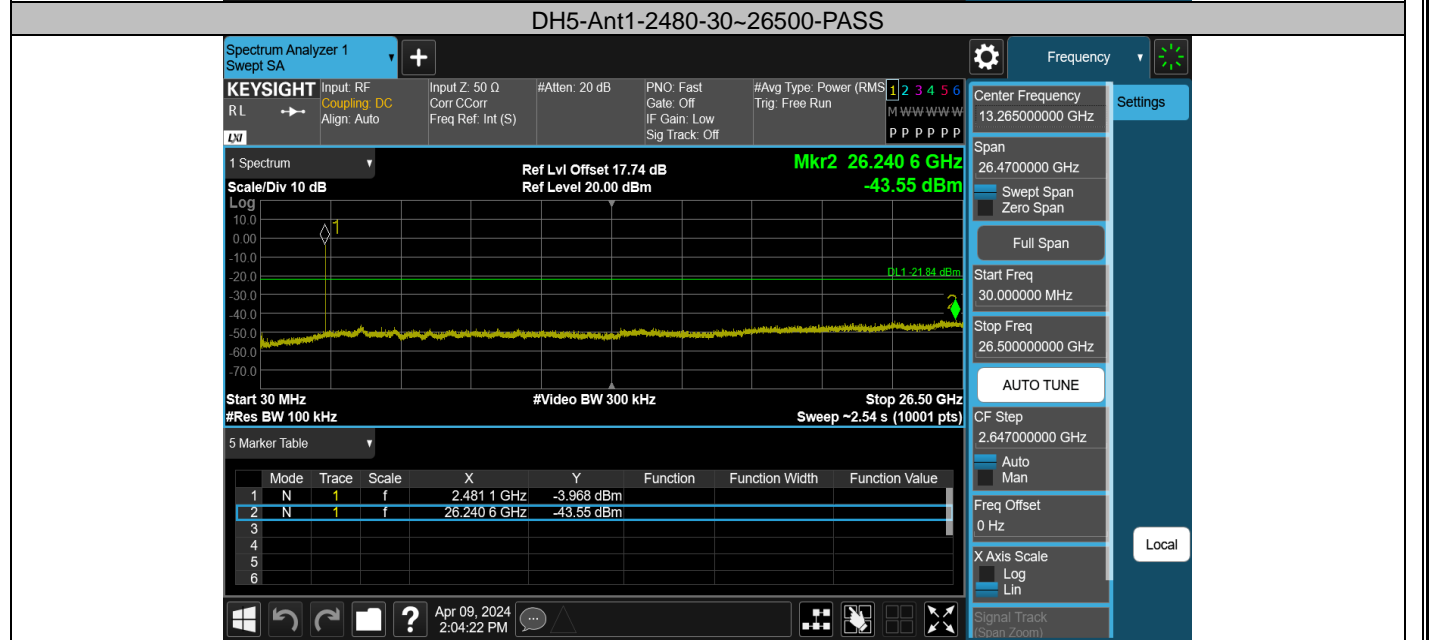 DH5-Ant1-2480-30~26500-PASS
Spectrum Analyzer 1
Swept SA
+
Frequency
KEYSIGHT
RL
LXI
Input: RF
Coupling: DC
Align: Auto
Input Z: 50 Ω
Corr CCorr
Freq Ref: Int (S)
#Atten: 20 dB
PNO: Fast
Gate: Off
IF Gain: Low
Sig Track: Off
#Avg Type: Power (RMS
Trig: Free Run
1 2 3 4 5 6
M W W W W W
P P P P P P
1 Spectrum
Scale/Div 10 dB
Ref Lvl Offset 17.74 dB
Ref Level 20.00 dBm
Mkr2 26.240 6 GHz
-43.55 dBm
Log
10.0
0.00
-10.0
-20.0
-30.0
-40.0
-50.0
-60.0
-70.0
1
DL1 -21.84 dBm
2
Start 30 MHz
#Res BW 100 kHz
#Video BW 300 kHz
Stop 26.50 GHz
Sweep ~2.54 s (10001 pts)
5 Marker Table
Mode Trace Scale X Y Function Function Width Function Value
1 N 1 f 2.481 1 GHz -3.968 dBm
2 N 1 f 26.240 6 GHz -43.55 dBm
3
4
5
6
Center Frequency
13.265000000 GHz
Span
26.4700000 GHz
Swept Span
Zero Span
Full Span
Start Freq
30.000000 MHz
Stop Freq
26.500000000 GHz
AUTO TUNE
CF Step
2.647000000 GHz
Auto
Man
Freq Offset
0 Hz
X Axis Scale
Log
Lin
Signal Track
(Span Zoom)
Settings
Local
?
Apr 09, 2024
2:04:22 PM